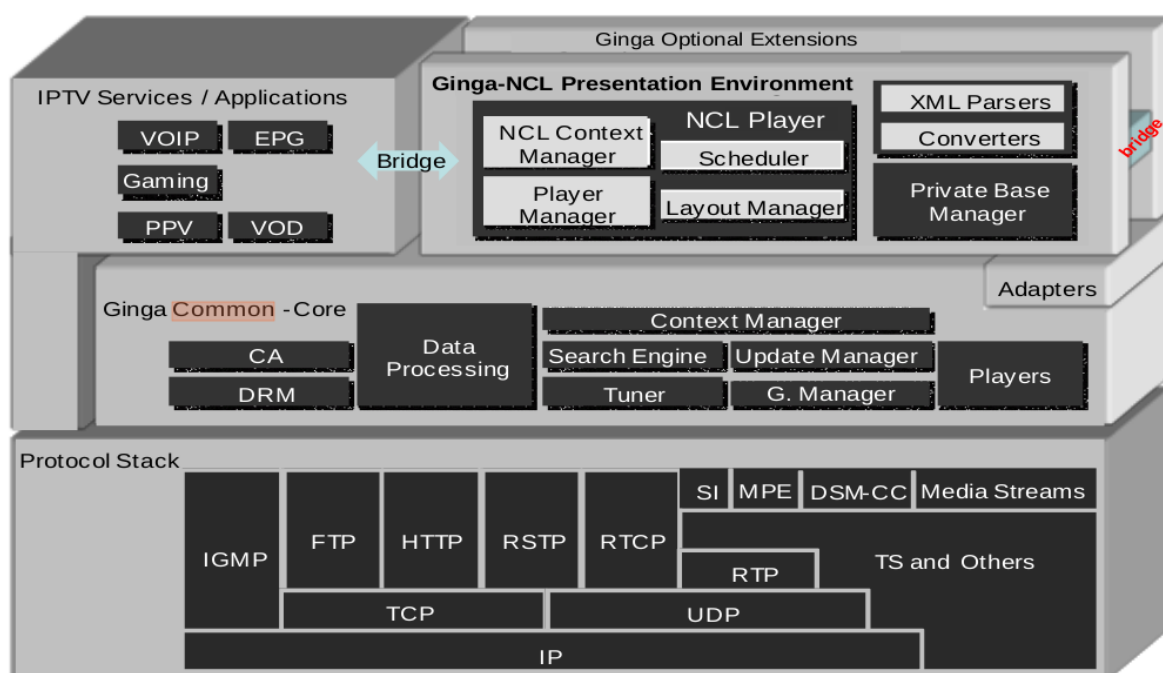 Ginga Optional Extensions
IPTV Services / Applications
VOIP
EPG
Gaming
PPV
VOD
Bridge
Ginga-NCL Presentation Environment
NCL Player
NCL Context
Manager
Scheduler
Player
Manager
Layout Manager
XML Parsers
Converters
Private Base
Manager
bridge
Adapters
Ginga Common -Core
CA
DRM
Data
Processing
Context Manager
Search Engine
Update Manager
Tuner
G. Manager
Players
Protocol Stack
IGMP
FTP
HTTP
RSTP
RTCP
SI
MPE
DSM-CC
Media Streams
TS and Others
RTP
TCP
UDP
IP